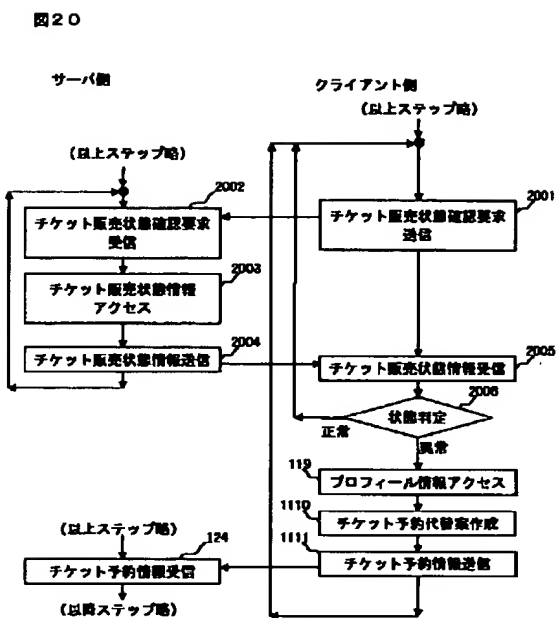 図20
サーバ側
クライアント側
(以上ステップ略)
(以上ステップ略)
2002
チケット販売状態確認要求
受信
2001
チケット販売状態確認要求
送信
2003
チケット販売状態情報
アクセス
2004
チケット販売状態情報送信
2005
チケット販売状態情報受信
2006
状態判定
正常
異常
119
プロフィール情報アクセス
1110
チケット予約代替案作成
1111
チケット予約情報送信
(以上ステップ略)
124
チケット予約情報受信
(以降ステップ略)